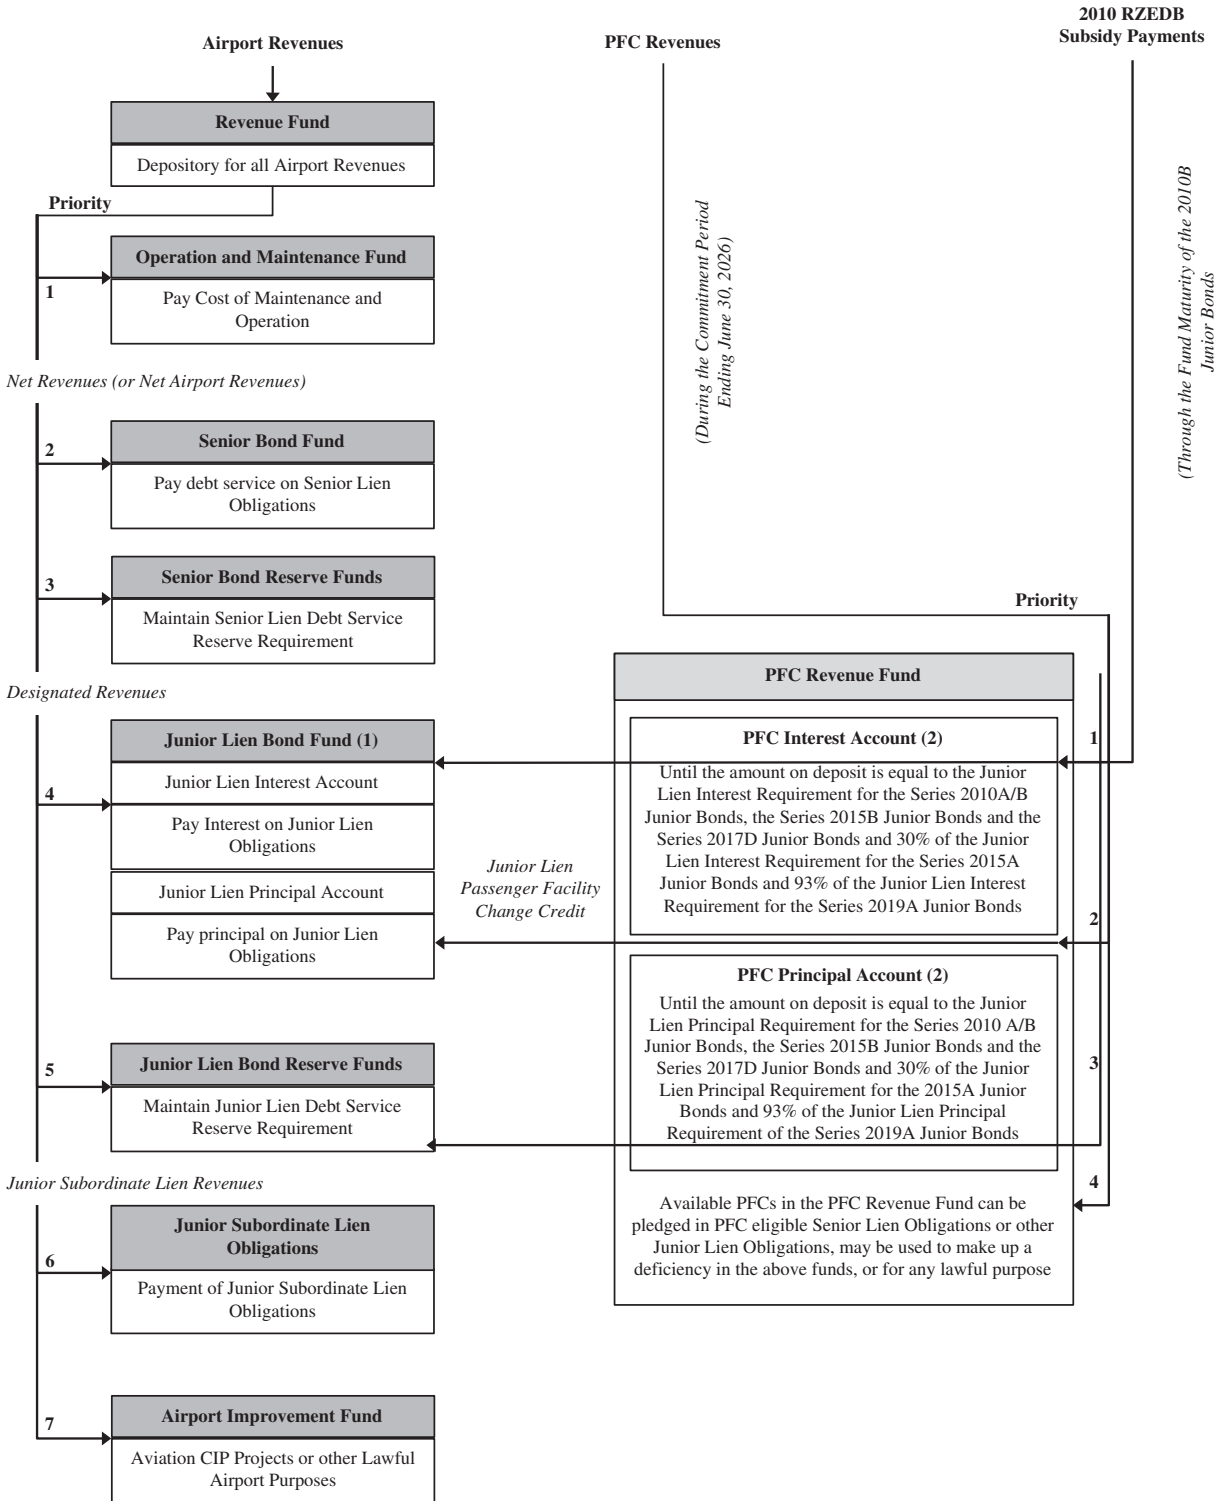 2010 RZEDB
Subsidy Payments
Airport Revenues
PFC Revenues
Revenue Fund
Depository for all Airport Revenues
Priority
Operation and Maintenance Fund
1
Pay Cost of Maintenance and
Operation
Net Revenues (or Net Airport Revenues)
2
Senior Bond Fund
Pay debt service on Senior Lien
Obligations
3
Senior Bond Reserve Funds
Maintain Senior Lien Debt Service
Reserve Requirement
Designated Revenues
Junior Lien Bond Fund (1)
Junior Lien Interest Account
4
Pay Interest on Junior Lien
Obligations
Junior Lien Principal Account
Pay principal on Junior Lien
Obligations
5
Junior Lien Bond Reserve Funds
Maintain Junior Lien Debt Service
Reserve Requirement
Junior Subordinate Lien Revenues
Junior Subordinate Lien
Obligations
6
Payment of Junior Subordinate Lien
Obligations
7
Airport Improvement Fund
Aviation CIP Projects or other Lawful
Airport Purposes
Junior Lien
Passenger Facility
Change Credit
(During the Commitment Period
Ending June 30, 2026)
(Through the Fund Maturity of the 2010B
Junior Bonds
Priority
PFC Revenue Fund
PFC Interest Account (2)
1
Until the amount on deposit is equal to the Junior
Lien Interest Requirement for the Series 2010A/B
Junior Bonds, the Series 2015B Junior Bonds and the
Series 2017D Junior Bonds and 30% of the Junior
Lien Interest Requirement for the Series 2015A
Junior Bonds and 93% of the Junior Lien Interest
Requirement for the Series 2019A Junior Bonds
2
PFC Principal Account (2)
Until the amount on deposit is equal to the Junior
Lien Principal Requirement for the Series 2010 A/B
Junior Bonds, the Series 2015B Junior Bonds and the
Series 2017D Junior Bonds and 30% of the Junior
Lien Principal Requirement for the 2015A Junior
Bonds and 93% of the Junior Lien Principal
Requirement of the Series 2019A Junior Bonds
3
4
Available PFCs in the PFC Revenue Fund can be
pledged in PFC eligible Senior Lien Obligations or other
Junior Lien Obligations, may be used to make up a
deficiency in the above funds, or for any lawful purpose